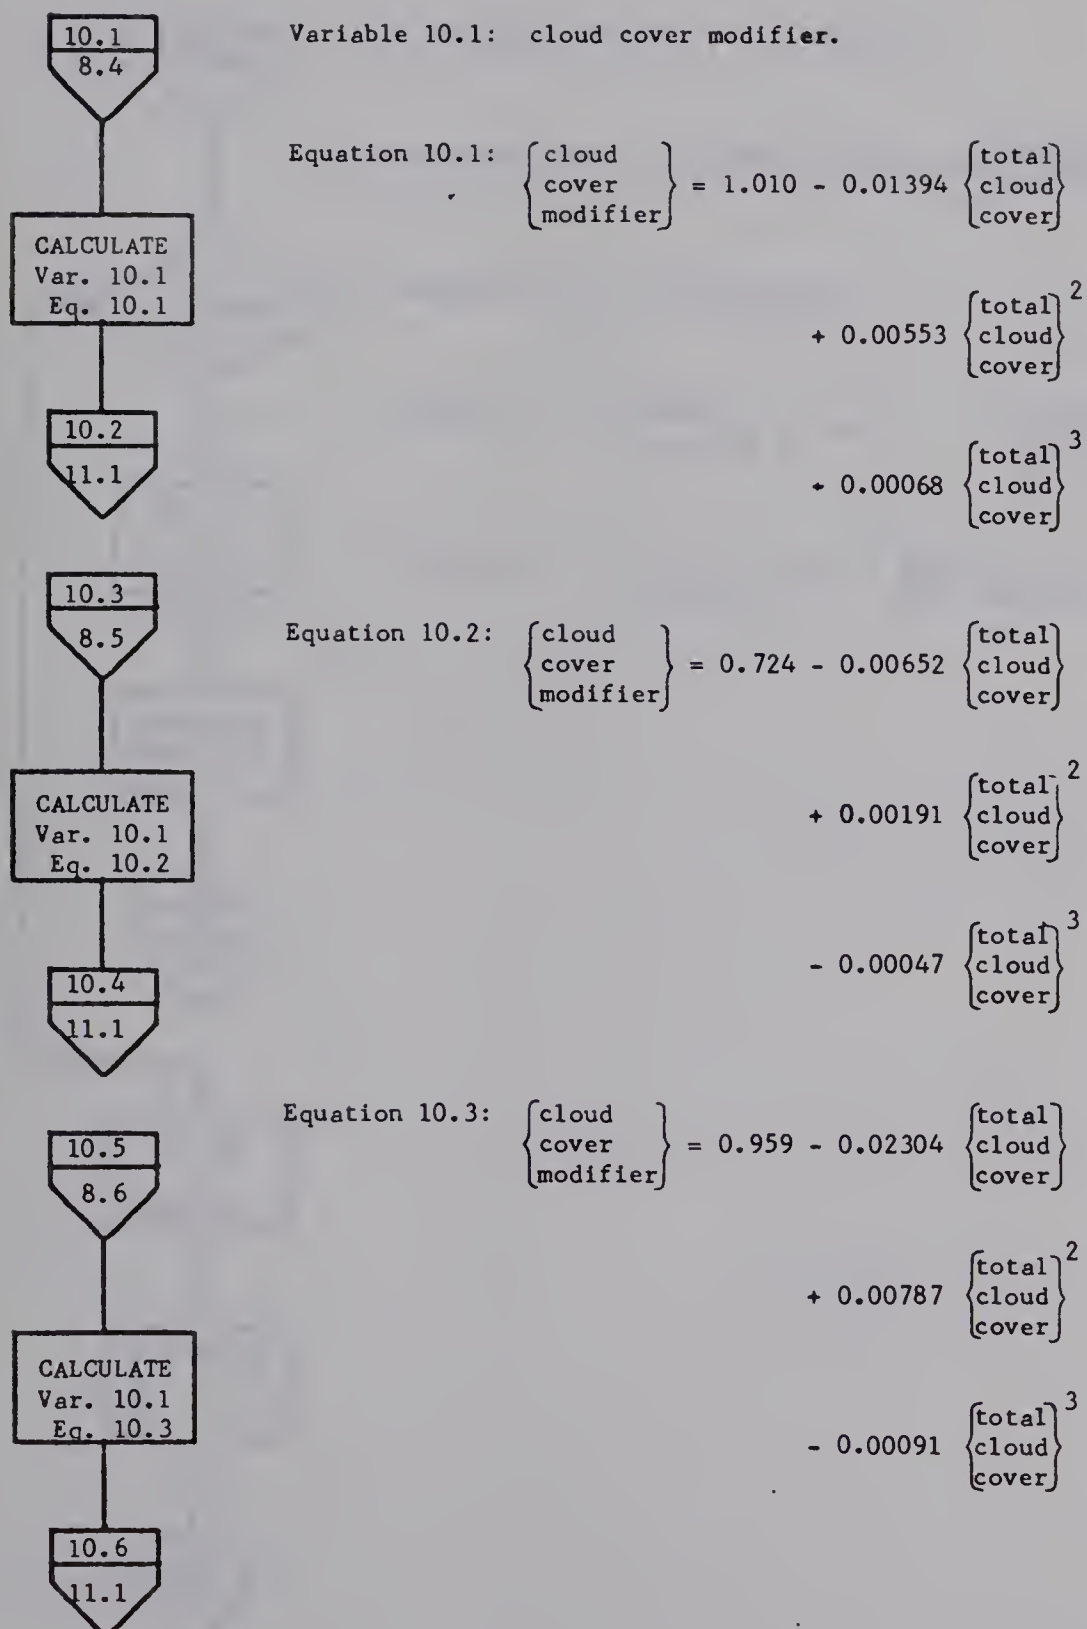 10.1
8.4
Variable 10.1: cloud cover modifier.
Equation 10.1: {cloud cover modifier} = 1.010 - 0.01394 {total cloud cover}
+ 0.00553 {total cloud cover}2
+ 0.00068 {total cloud cover}3
CALCULATE
Var. 10.1
Eq. 10.1
10.2
11.1
10.3
8.5
Equation 10.2: {cloud cover modifier} = 0.724 - 0.00652 {total cloud cover}
+ 0.00191 {total cloud cover}2
- 0.00047 {total cloud cover}3
CALCULATE
Var. 10.1
Eq. 10.2
10.4
11.1
10.5
8.6
Equation 10.3: {cloud cover modifier} = 0.959 - 0.02304 {total cloud cover}
+ 0.00787 {total cloud cover}2
- 0.00091 {total cloud cover}3
CALCULATE
Var. 10.1
Eq. 10.3
10.6
11.1